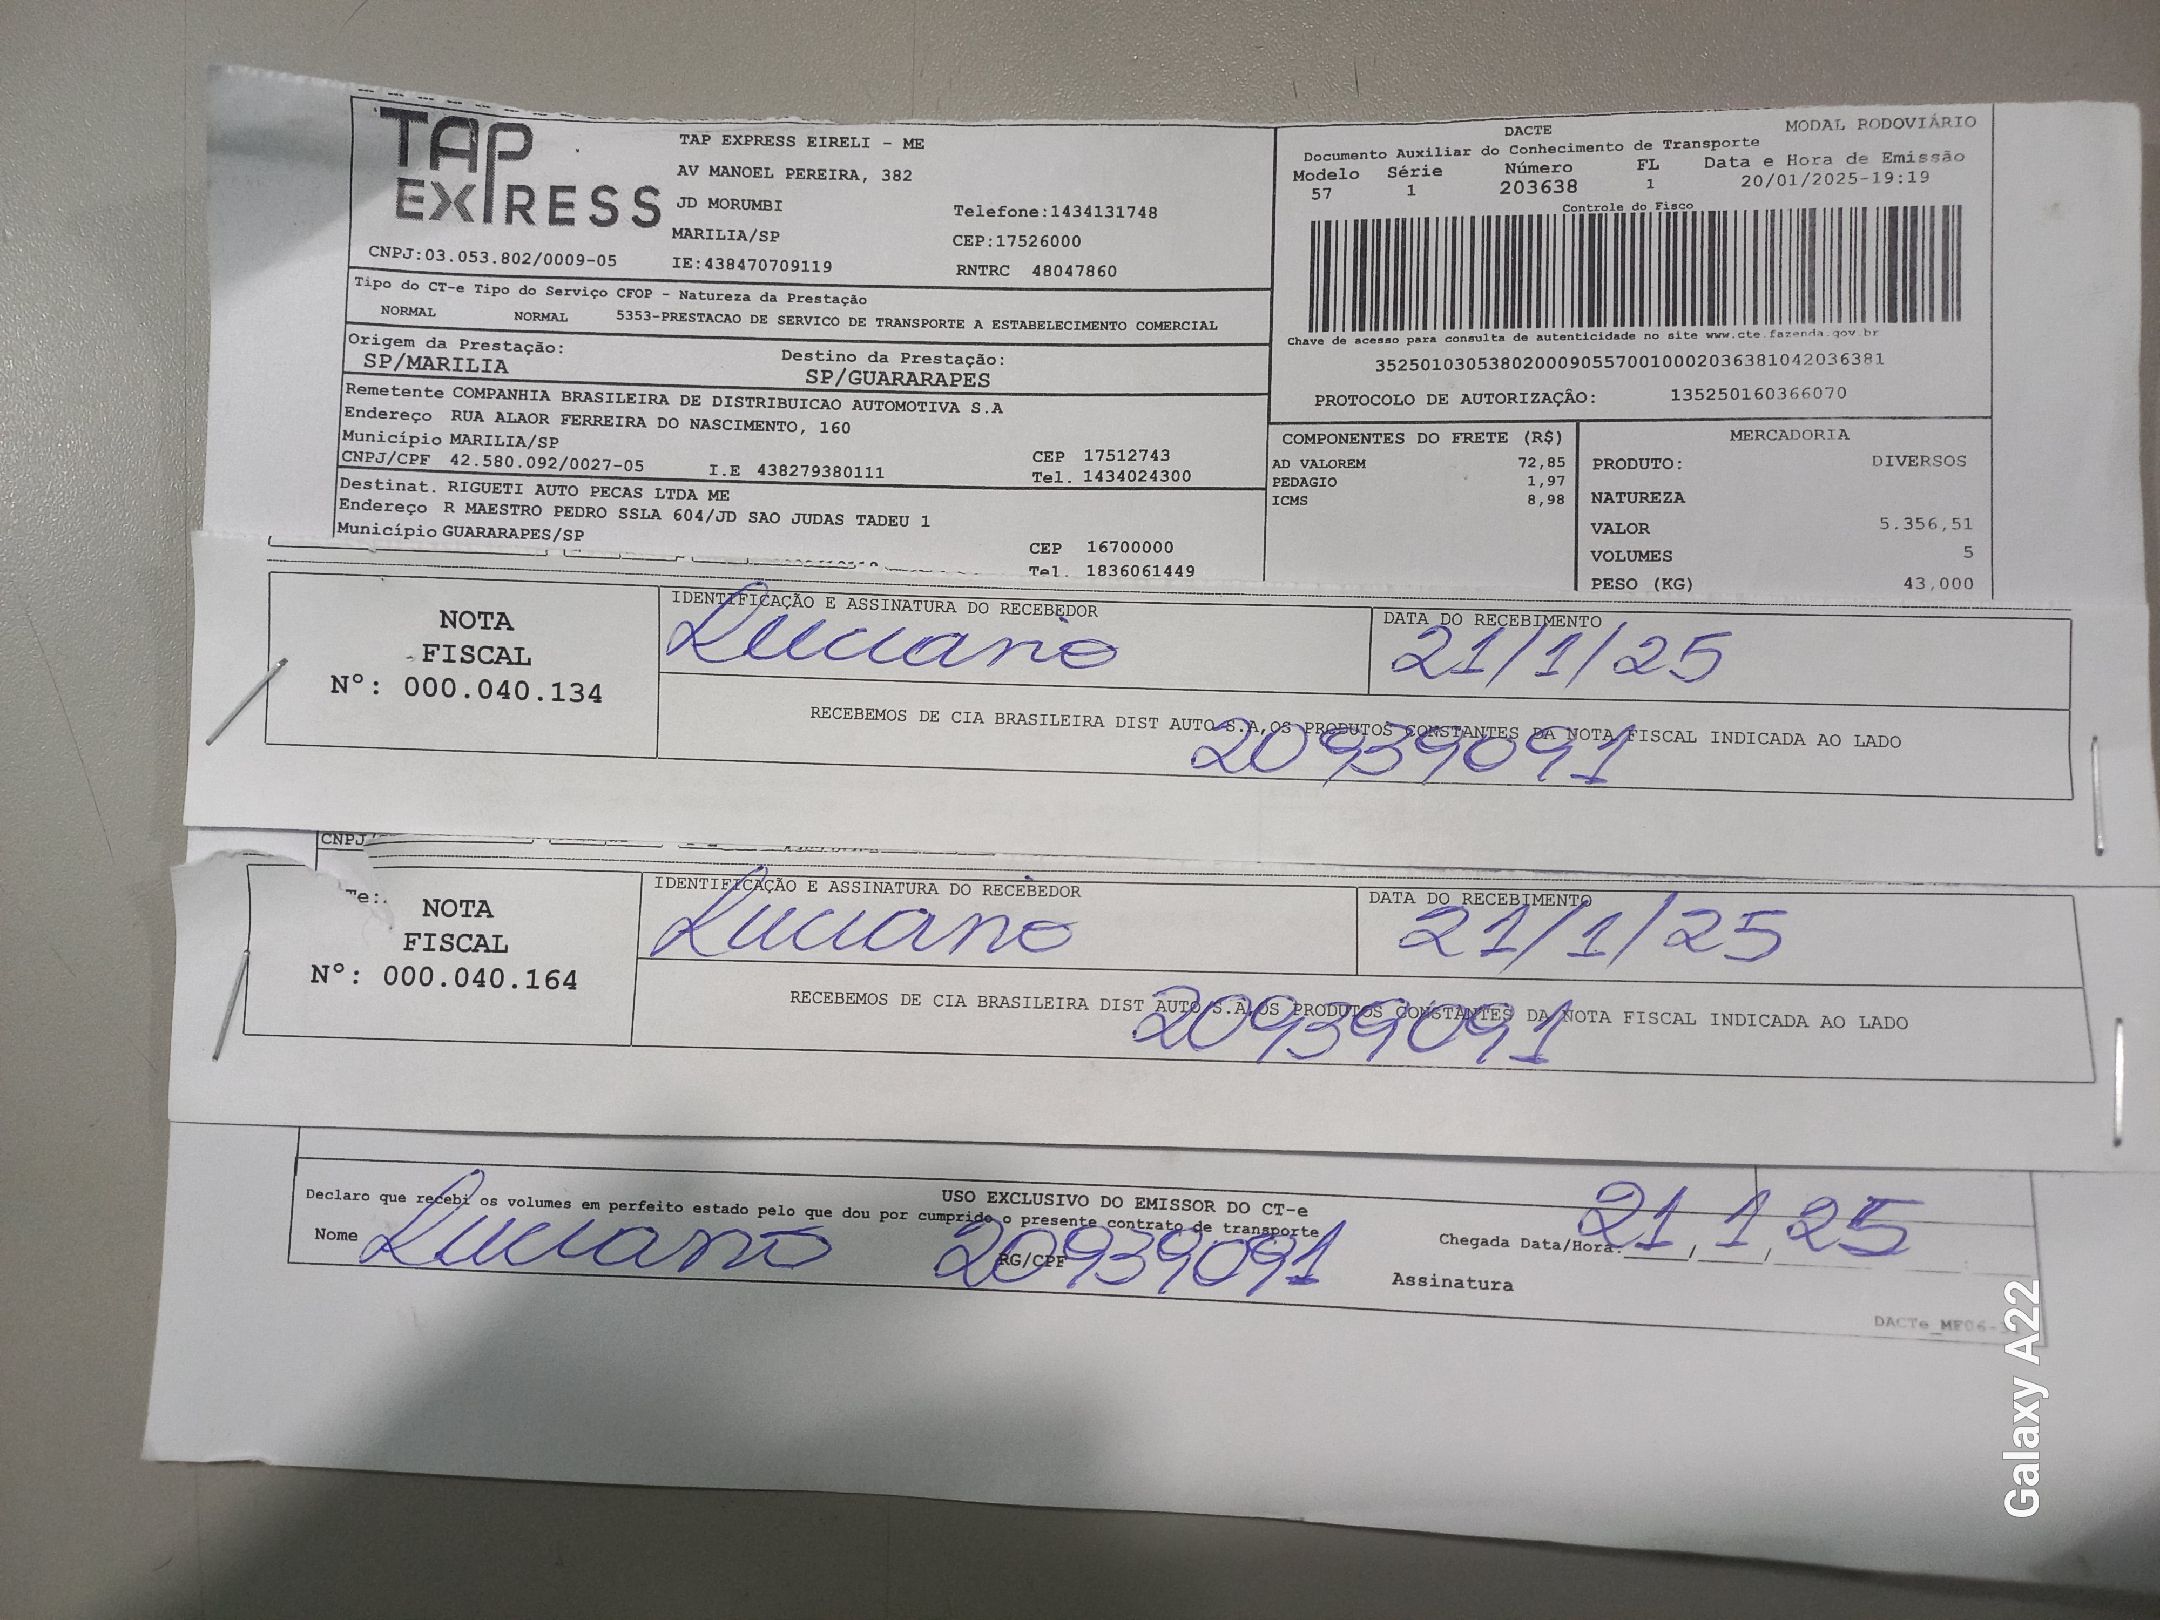 TAP
EXPRESS
TAP EXPRESS EIRELI - ME
AV MANOEL PEREIRA, 382
JD MORUMBI
Telefone:1434131748
MARILIA/SP
CEP:17526000
CNPJ:03.053.802/0009-05
IE:438470709119
RNTRC 48047860
DACTE
MODAL RODOVIÁRIO
Documento Auxiliar do Conhecimento de Transporte
Modelo Série Número FL Data e Hora de Emissão
57 1 203638 1 20/01/2025-19:19
Controle do Fisco
Chave de acesso para consulta de autenticidade no site www.cte.fazenda.gov.br
35250103053802000905570010002036381042036381
PROTOCOLO DE AUTORIZAÇÃO: 135250160366070
Tipo do CT-e Tipo do Serviço CFOP - Natureza da Prestação
NORMAL NORMAL 5353-PRESTACAO DE SERVICO DE TRANSPORTE A ESTABELECIMENTO COMERCIAL
Origem da Prestação: Destino da Prestação:
SP/MARILIA SP/GUARARAPES
Remetente COMPANHIA BRASILEIRA DE DISTRIBUICAO AUTOMOTIVA S.A
Endereço RUA ALAOR FERREIRA DO NASCIMENTO, 160
Município MARILIA/SP CEP 17512743
CNPJ/CPF 42.580.092/0027-05 I.E 438279380111 Tel. 1434024300
Destinat. RIGUETI AUTO PECAS LTDA ME
Endereço R MAESTRO PEDRO SSLA 604/JD SAO JUDAS TADEU 1
Município GUARARAPES/SP CEP 16700000
Tel. 1836061449
COMPONENTES DO FRETE (R$)
AD VALOREM 72,85
PEDAGIO 1,97
ICMS 8,98
MERCADORIA
PRODUTO: DIVERSOS
NATUREZA
VALOR 5.356,51
VOLUMES 5
PESO (KG) 43,000
NOTA
FISCAL
Nº: 000.040.134
IDENTIFICAÇÃO E ASSINATURA DO RECEBEDOR
Luciano
DATA DO RECEBIMENTO
21/1/25
RECEBEMOS DE CIA BRASILEIRA DIST AUTO S.A,OS PRODUTOS CONSTANTES DA NOTA FISCAL INDICADA AO LADO
20939091
CNPJ/
NOTA
FISCAL
Nº: 000.040.164
IDENTIFICAÇÃO E ASSINATURA DO RECEBEDOR
Luciano
DATA DO RECEBIMENTO
21/1/25
RECEBEMOS DE CIA BRASILEIRA DIST AUTO S.A,OS PRODUTOS CONSTANTES DA NOTA FISCAL INDICADA AO LADO
20939091
USO EXCLUSIVO DO EMISSOR DO CT-e
Declaro que recebi os volumes em perfeito estado pelo que dou por cumprido o presente contrato de transporte
Nome Luciano RG/CPF 20939091
Chegada Data/Hora: 21 / 1 / 25
Assinatura
Galaxy A22